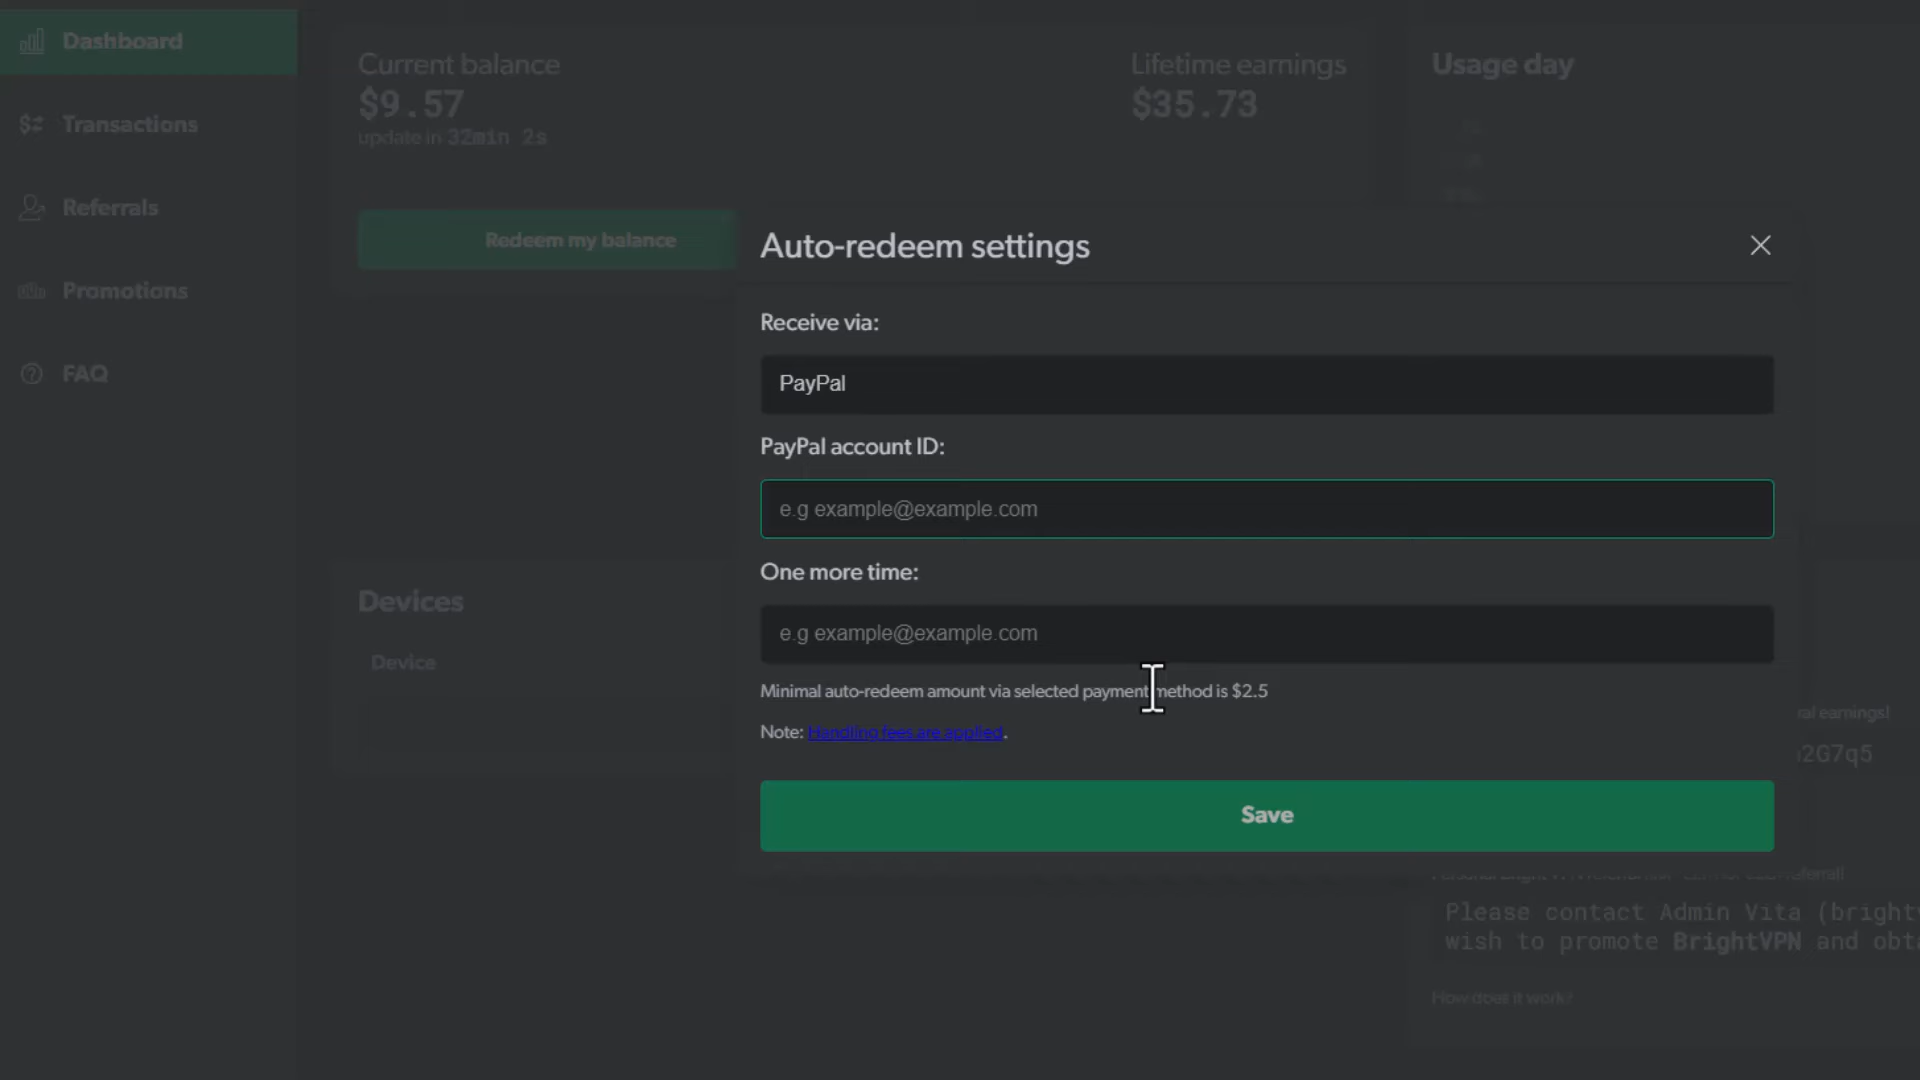 Dashboard
Transactions
Referrals
Promotions
FAQ
Current balance
$9.57
update in 32min 2s
Lifetime earnings
$35.73
Usage day
Redeem my balance
Auto-redeem settings
Receive via:
PayPal
PayPal account ID:
e.g example@example.com
One more time:
e.g example@example.com
Minimal auto-redeem amount via selected payment method is $2.5
Note: Handling fees are applied.
Save
Devices
Device
earnings!
2G7q5
Please contact Admin Vita (bright
wish to promote BrightVPN and obt
How does it work?